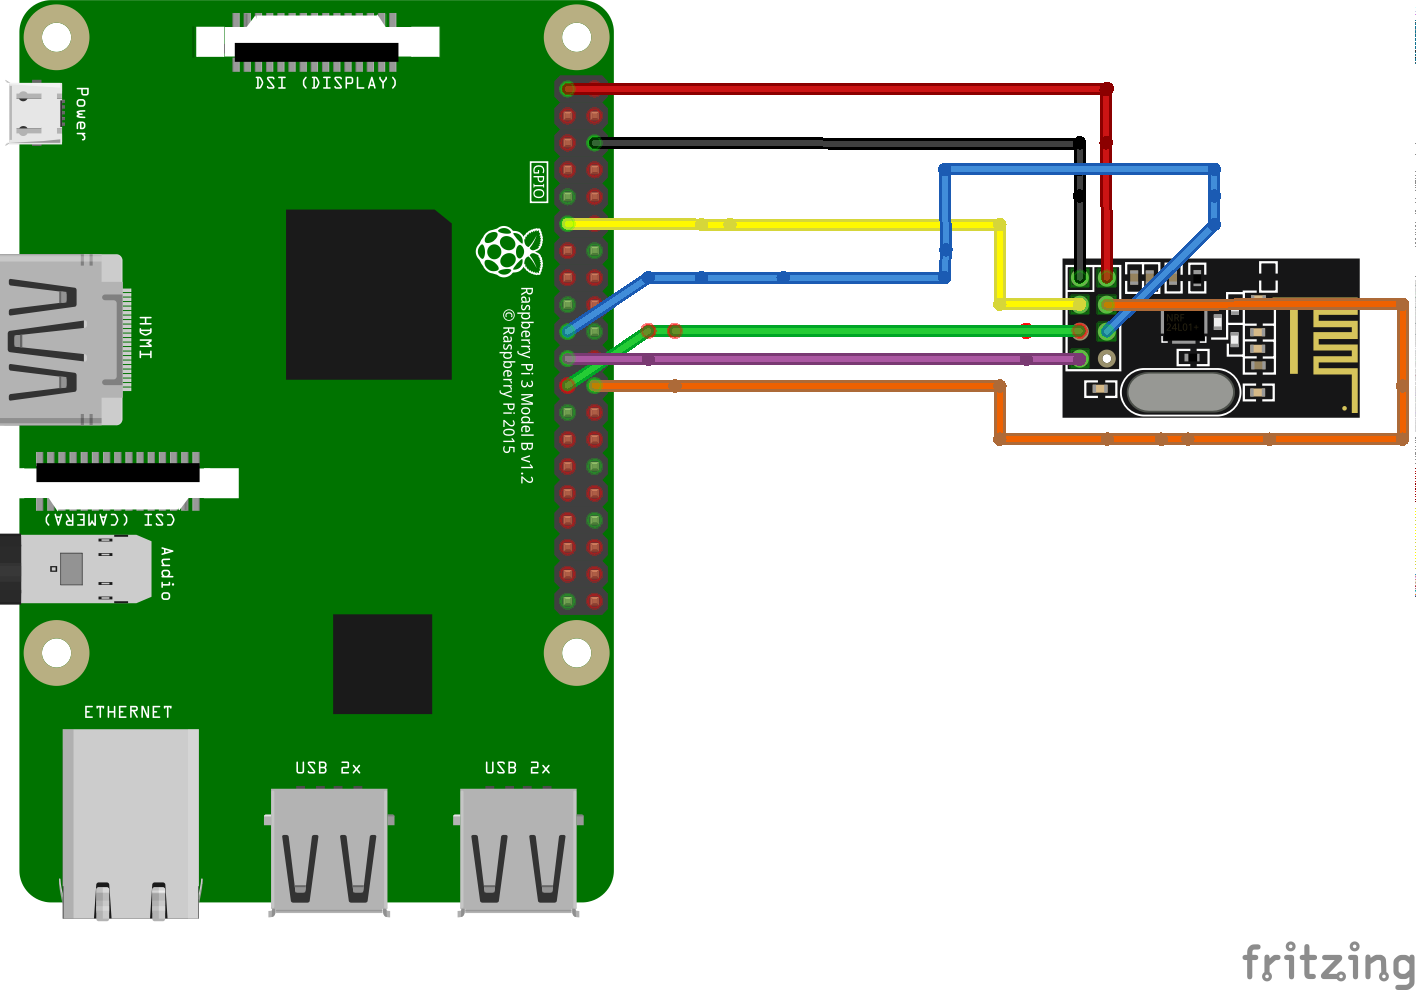 DSI (DISPLAY)
Power
GPIO
HDMI
Raspberry Pi 3 Model B v1.2
© Raspberry Pi 2015
NRF
24L01+
CSI (CAMERA)
Audio
ETHERNET
USB 2x
USB 2x
fritzing